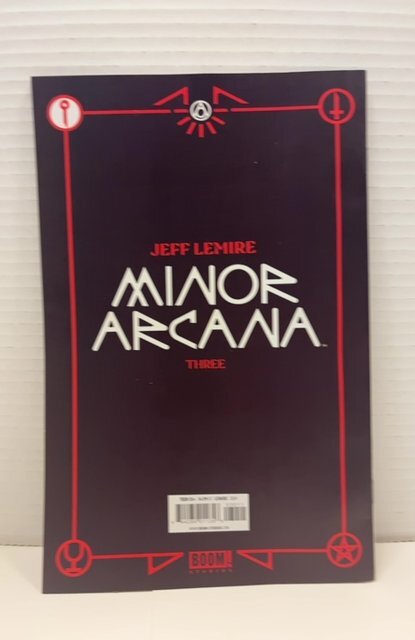 JEFF LEMIRE
MINOR
ARCANA
THREE
BOOM!
STUDIOS